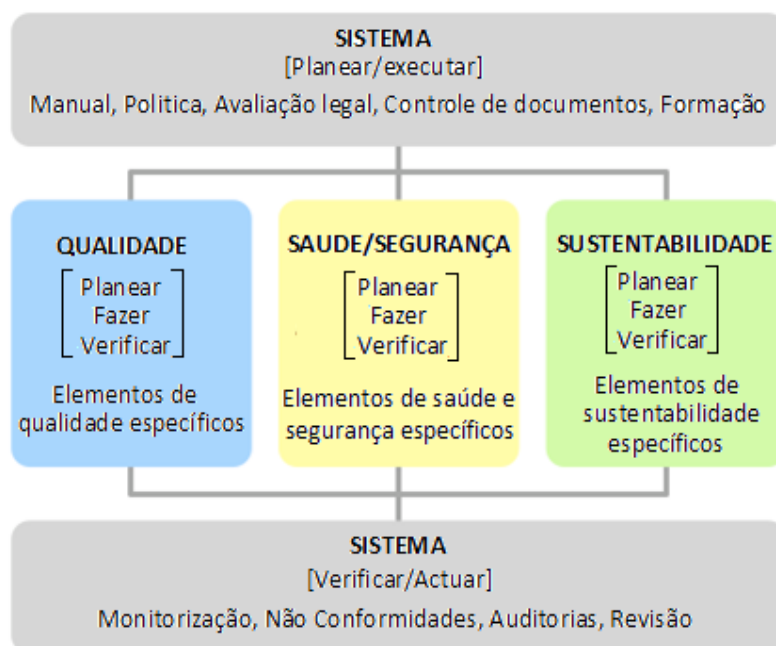 SISTEMA
[Planear/executar]
Manual, Politica, Avaliação legal, Controle de documentos, Formação
QUALIDADE
Planear
Fazer
Verificar
Elementos de
qualidade específicos
SAUDE/SEGURANÇA
Planear
Fazer
Verificar
Elementos de saúde e
segurança específicos
SUSTENTABILIDADE
Planear
Fazer
Verificar
Elementos de
sustentabilidade
específicos
SISTEMA
[Verificar/Actuar]
Monitorização, Não Conformidades, Auditorias, Revisão